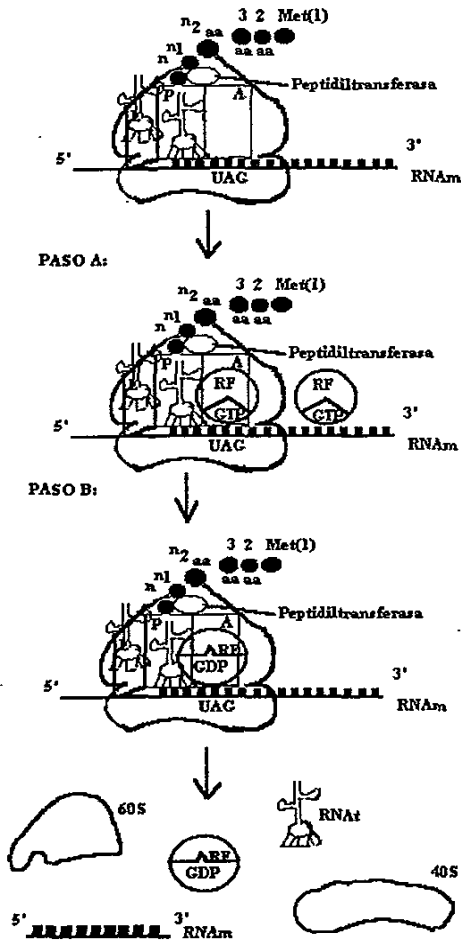 3 2 Met(1)
n2 aa aa aa
n n1
Peptidiltransferasa
P A
5' 3'
UAG RNAm
PASO A:
3 2 Met(1)
n2 aa aa aa
n n1
Peptidiltransferasa
P A
RF RF
GTP GTP
5' 3'
UAG RNAm
PASO B:
3 2 Met(1)
n2 aa aa aa
n n1
Peptidiltransferasa
P A
RF
GDP
5' 3'
UAG RNAm
60S
RNAt
RF
GDP
40S
5' 3' RNAm